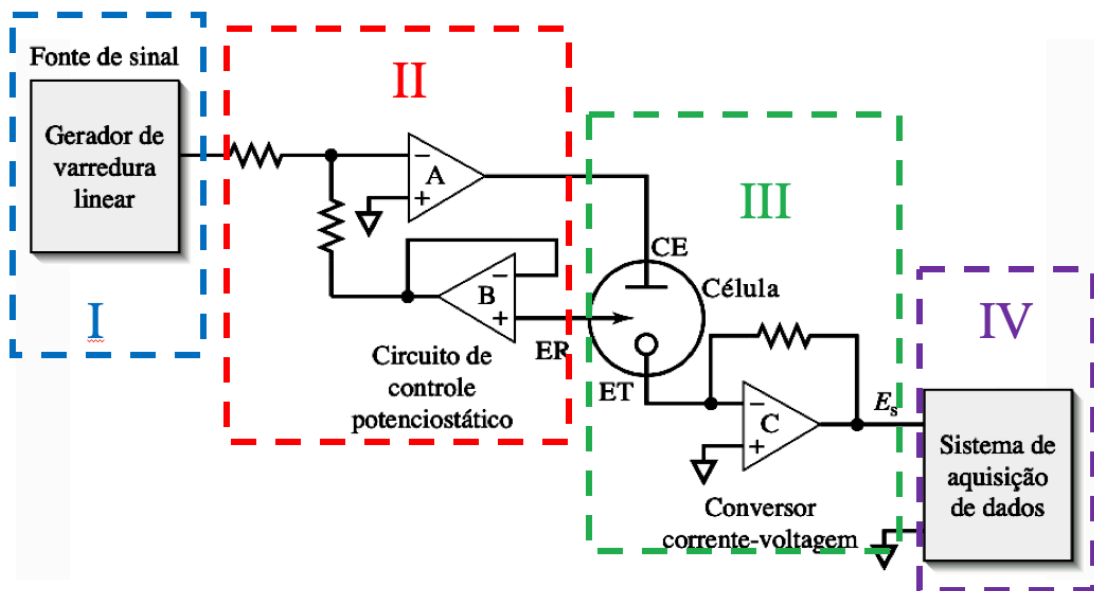 Fonte de sinal
Gerador de
varredura
linear
I
II
−
A
+
−
B
+
ER
Circuito de
controle
potenciostático
III
CE
Célula
ET
−
C
+
Conversor
corrente-voltagem
IV
Es
Sistema de
aquisição
de dados